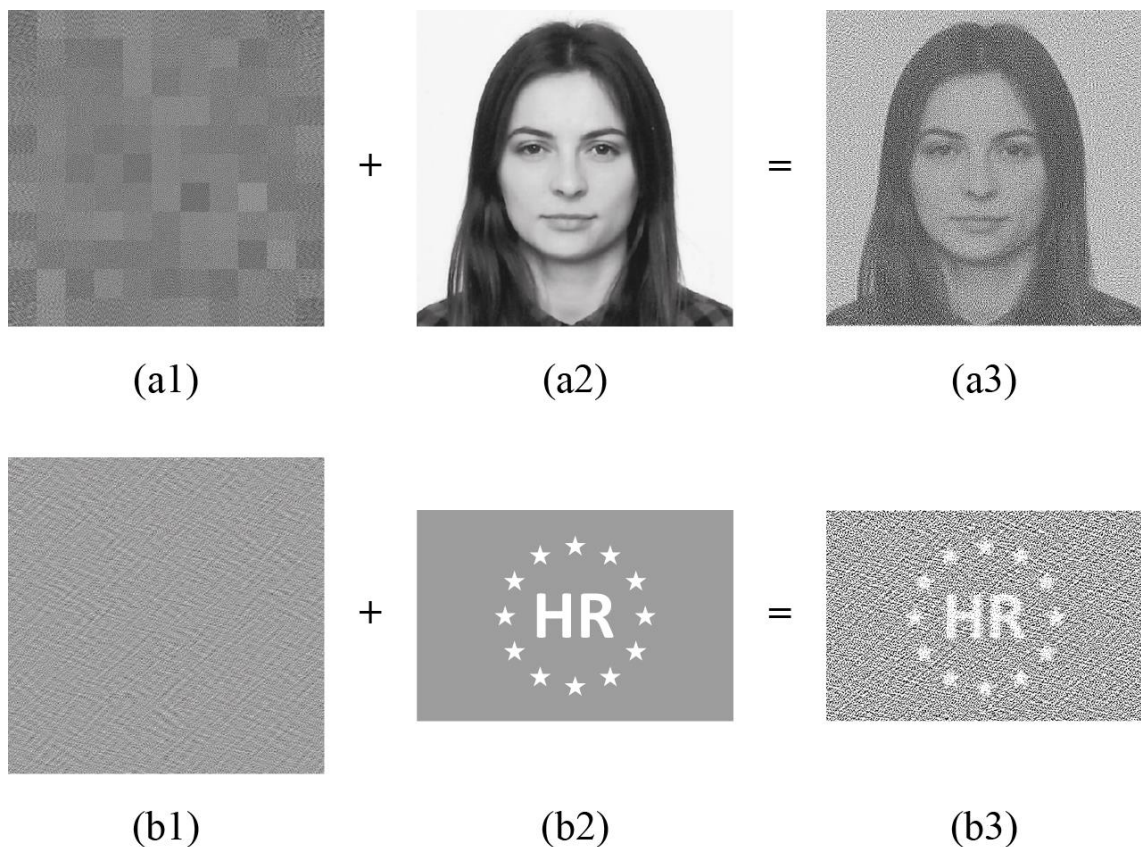 + =
(a1) (a2) (a3)
+ HR = HR
(b1) (b2) (b3)